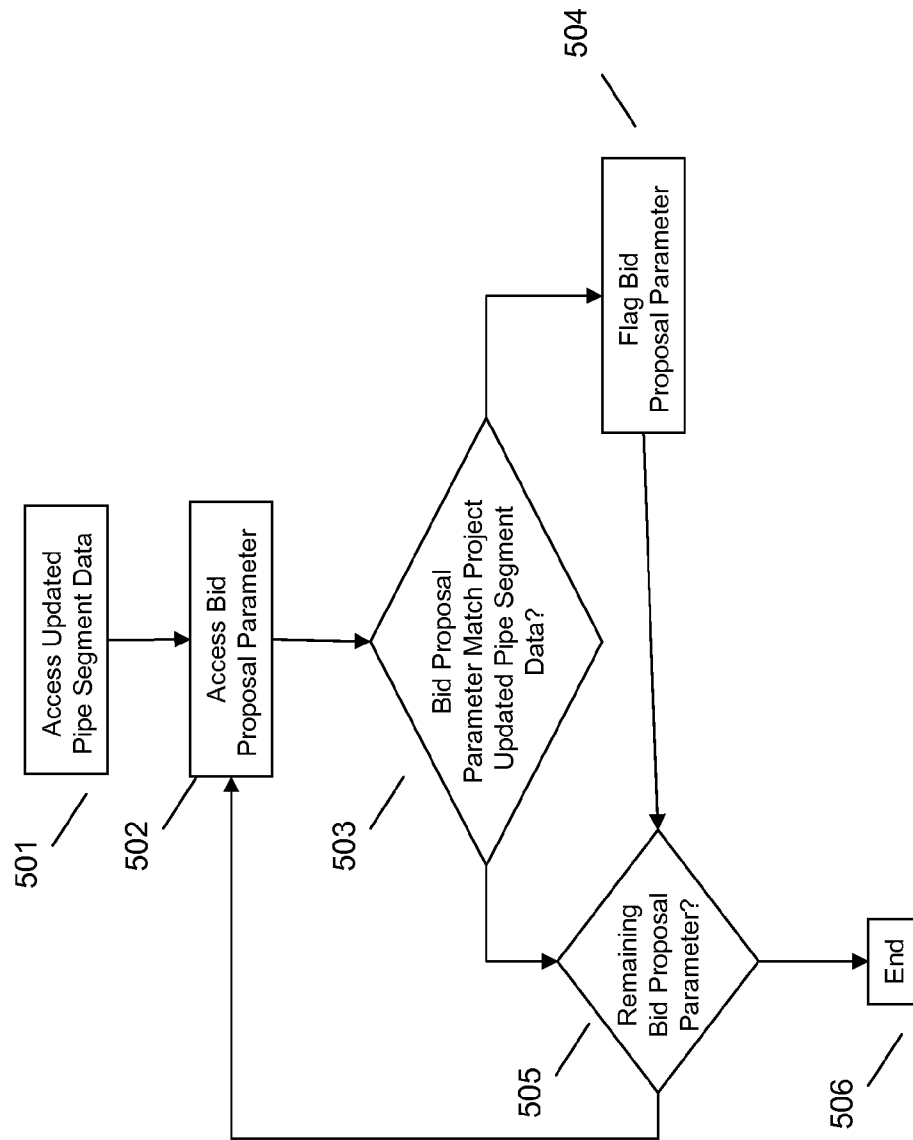 501
Access Updated
Pipe Segment Data
502
Access Bid
Proposal Parameter
503
Bid Proposal
Parameter Match Project
Updated Pipe Segment
Data?
504
Flag Bid
Proposal Parameter
505
Remaining
Bid Proposal
Parameter?
506
End